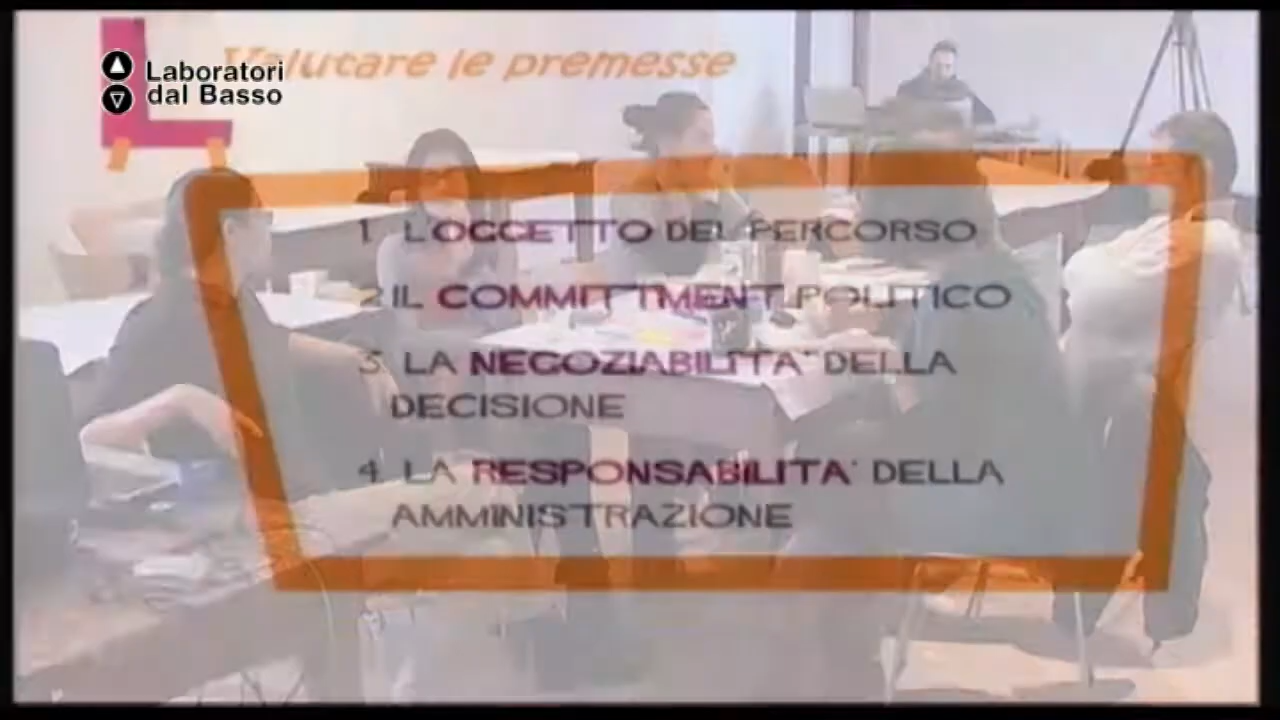 Valutare le premesse
Laboratori
dal Basso
1. L'OGGETTO DEL PERCORSO
2. IL COMMITTMENT POLITICO
3. LA NEGOZIABILITA' DELLA
DECISIONE
4. LA RESPONSABILITA' DELLA
AMMINISTRAZIONE